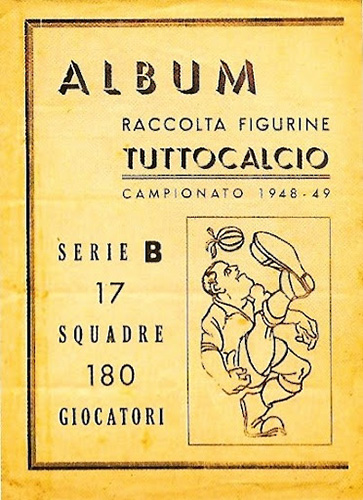 ALBUM
RACCOLTA FIGURINE
TUTTOCALCIO
CAMPIONATO 1948-49
SERIE B
17
SQUADRE
180
GIOCATORI